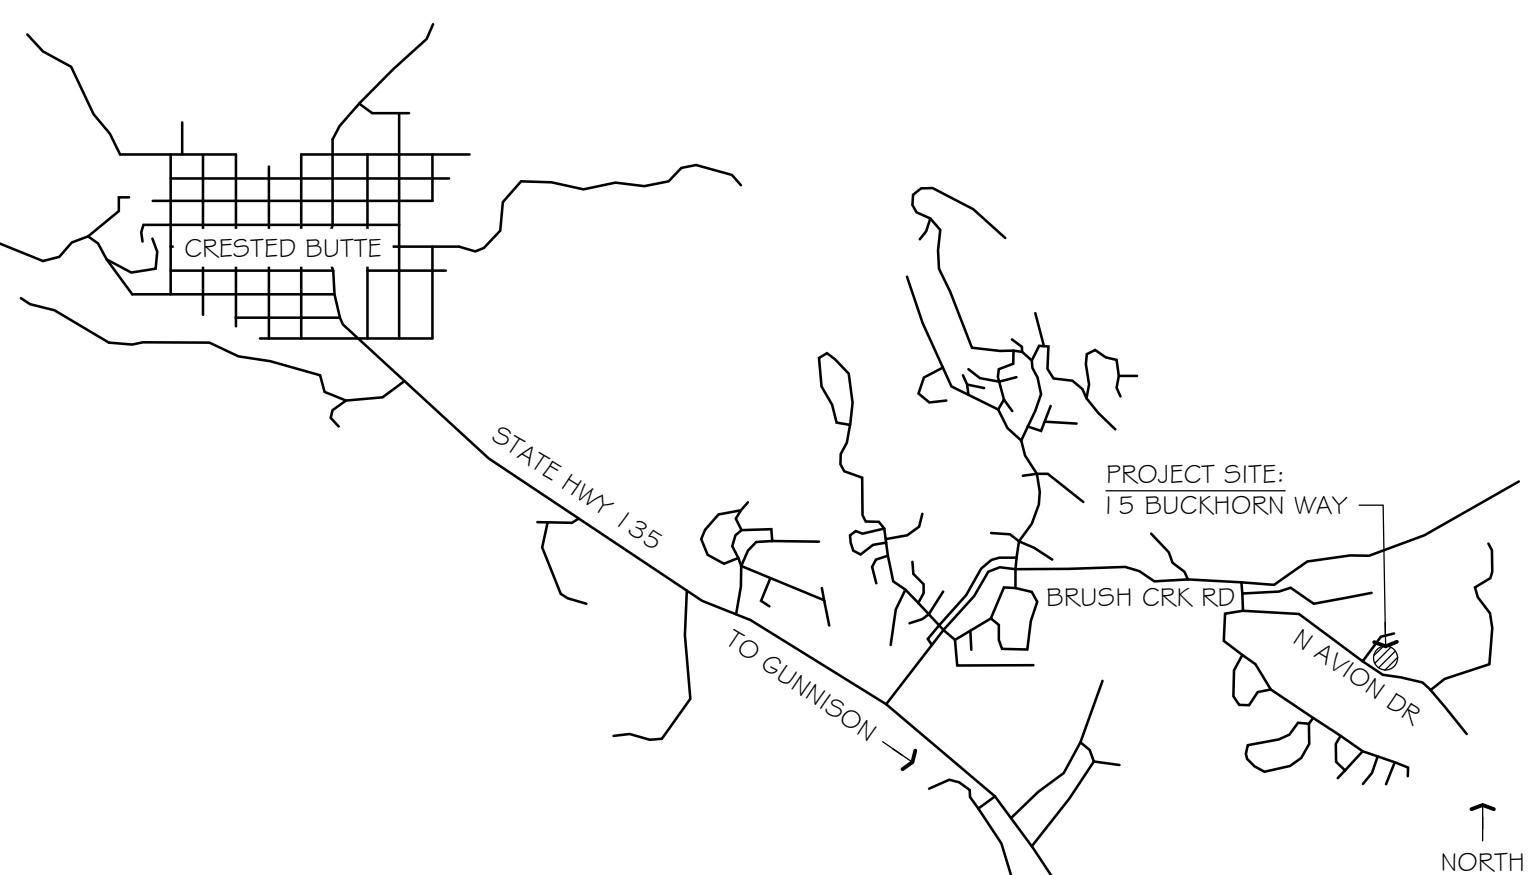 CRESTED BUTTE
STATE HWY 135
PROJECT SITE:
15 BUCKHORN WAY
BRUSH CRK RD
N AVION DR
TO GUNNISON
NORTH